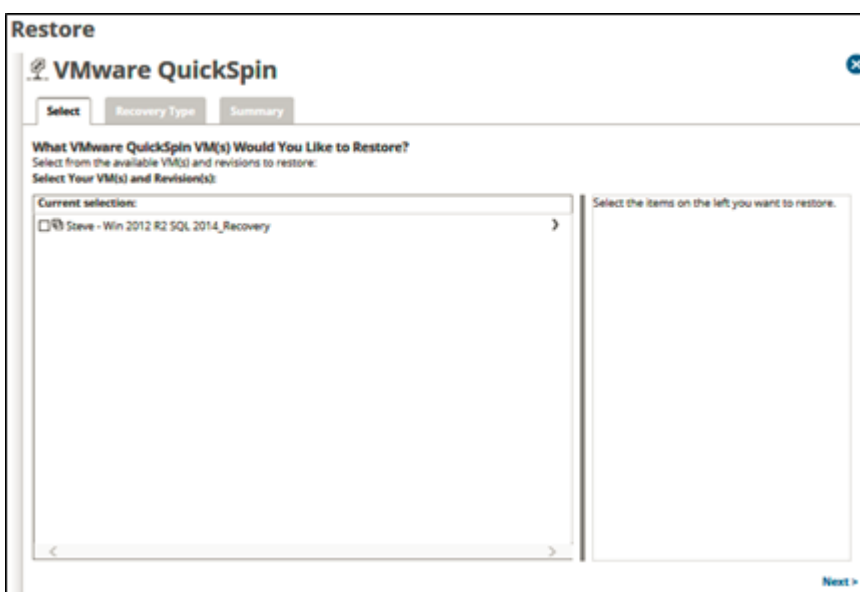 Restore
VMware QuickSpin
Select Recovery Type Summary
What VMware QuickSpin VM(s) Would You Like to Restore?
Select from the available VM(s) and revisions to restore:
Select Your VM(s) and Revision(s):
Current selection:
Select the items on the left you want to restore.
Steve - Win 2012 R2 SQL 2014_Recovery
Next >